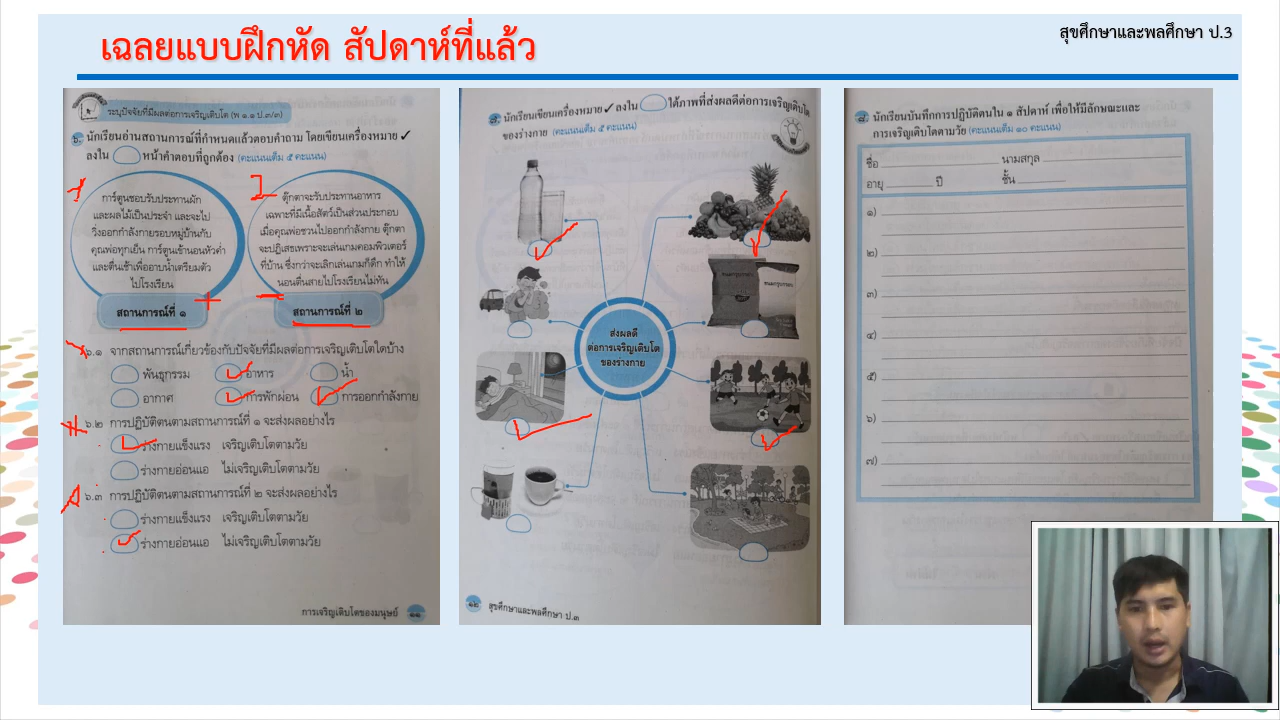 เฉลยแบบฝึกหัด สัปดาห์ที่แล้ว
สุขศึกษาและพลศึกษา ป.3
ระบุปัจจัยที่มีผลต่อการเจริญเติบโต (พ ๑.๑ ป.๓/๓)
๖. นักเรียนอ่านสถานการณ์ที่กำหนดแล้วตอบคำถาม โดยเขียนเครื่องหมาย ✓
ลงใน หน้าคำตอบที่ถูกต้อง (คะแนนเต็ม ๕ คะแนน)
การ์ตูนชอบรับประทานผัก
และผลไม้เป็นประจำ และจะไป
วิ่งออกกำลังกายรอบหมู่บ้านกับ
คุณพ่อทุกเย็น การ์ตูนเข้านอนหัวค่ำ
และตื่นเช้าเพื่ออาบน้ำเตรียมตัว
ไปโรงเรียน
สถานการณ์ที่ ๑
ตุ๊กตาจะรับประทานอาหาร
เฉพาะที่มีเนื้อสัตว์เป็นส่วนประกอบ
เมื่อคุณพ่อชวนไปออกกำลังกาย ตุ๊กตา
จะปฏิเสธเพราะจะเล่นเกมคอมพิวเตอร์
ที่บ้าน ซึ่งกว่าจะเลิกเล่นเกมก็ดึก ทำให้
นอนตื่นสายไปโรงเรียนไม่ทัน
สถานการณ์ที่ ๒
๖.๑ จากสถานการณ์เกี่ยวข้องกับปัจจัยที่มีผลต่อการเจริญเติบโตใดบ้าง
พันธุกรรม อาหาร น้ำ
อากาศ การพักผ่อน การออกกำลังกาย
๖.๒ การปฏิบัติตนตามสถานการณ์ที่ ๑ จะส่งผลอย่างไร
ร่างกายแข็งแรง เจริญเติบโตตามวัย
ร่างกายอ่อนแอ ไม่เจริญเติบโตตามวัย
๖.๓ การปฏิบัติตนตามสถานการณ์ที่ ๒ จะส่งผลอย่างไร
ร่างกายแข็งแรง เจริญเติบโตตามวัย
ร่างกายอ่อนแอ ไม่เจริญเติบโตตามวัย
การเจริญเติบโตของมนุษย์ ๑๑
๗. นักเรียนเขียนเครื่องหมาย ✓ ลงใน ใต้ภาพที่ส่งผลดีต่อการเจริญเติบโต
ของร่างกาย (คะแนนเต็ม ๕ คะแนน)
ส่งผลดี
ต่อการเจริญเติบโต
ของร่างกาย
๑๒ สุขศึกษาและพลศึกษา ป.๓
๘. นักเรียนบันทึกการปฏิบัติตนใน ๑ สัปดาห์ เพื่อให้มีลักษณะและ
การเจริญเติบโตตามวัย (คะแนนเต็ม ๑๐ คะแนน)
ชื่อ นามสกุล
อายุ ปี ชั้น
๑)
๒)
๓)
๔)
๕)
๖)
๗)